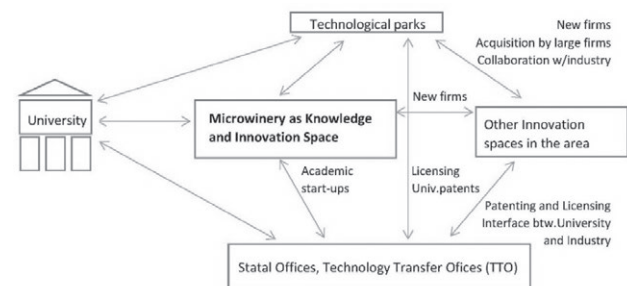 Technological parks
New firms
Acquisition by large firms
Collaboration w/industry
University
Microwinery as Knowledge
and Innovation Space
New firms
Other Innovation
spaces in the area
Academic
start-ups
Licensing
Univ.patents
Patenting and Licensing
Interface btw.University
and Industry
Statal Offices, Technology Transfer Ofices (TTO)